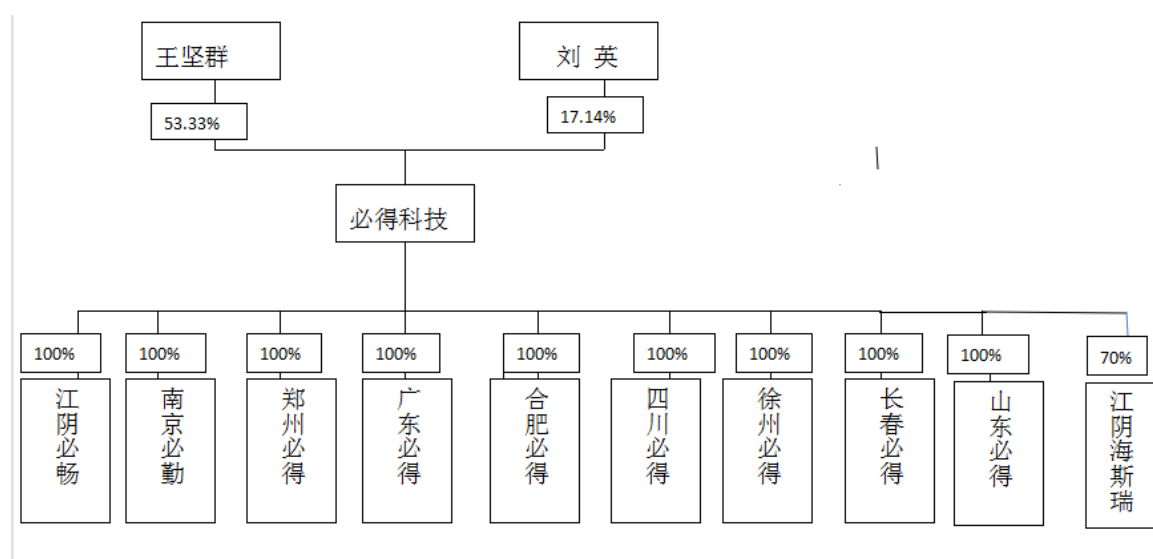 王坚群
刘 英
53.33%
17.14%
必得科技
100%
100%
100%
100%
100%
100%
100%
100%
100%
70%
江阴必畅
南京必勤
郑州必得
广东必得
合肥必得
四川必得
徐州必得
长春必得
山东必得
江阴海斯瑞